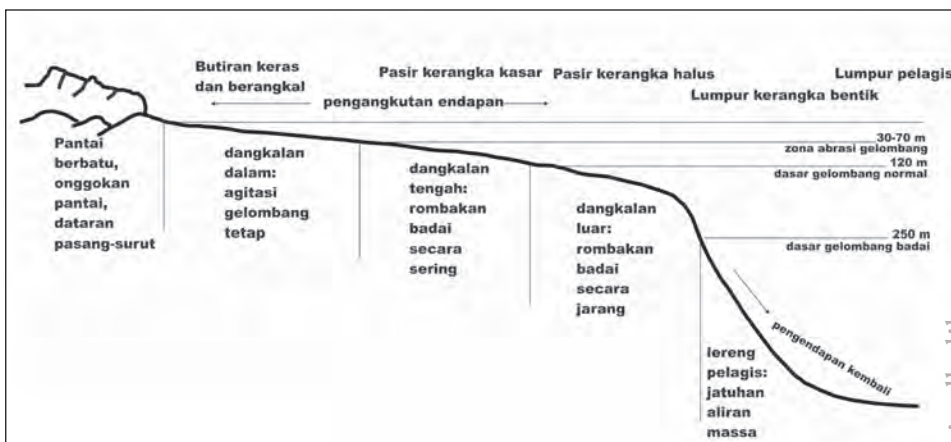 Butiran keras
dan berangkal
Pasir kerangka kasar
Pasir kerangka halus
Lumpur pelagis
Lumpur kerangka bentik
pengangkutan endapan
30-70 m
zona abrasi gelombang
120 m
dasar gelombang normal
250 m
dasar gelombang badai
Pantai
berbatu,
onggokan
pantai,
dataran
pasang-surut
dangkalan
dalam:
agitasi
gelombang
tetap
dangkalan
tengah:
rombakan
badai
secara
sering
dangkalan
luar:
rombakan
badai
secara
jarang
lereng
pelagis:
jatuhan
aliran
massa
pengendapan kembali